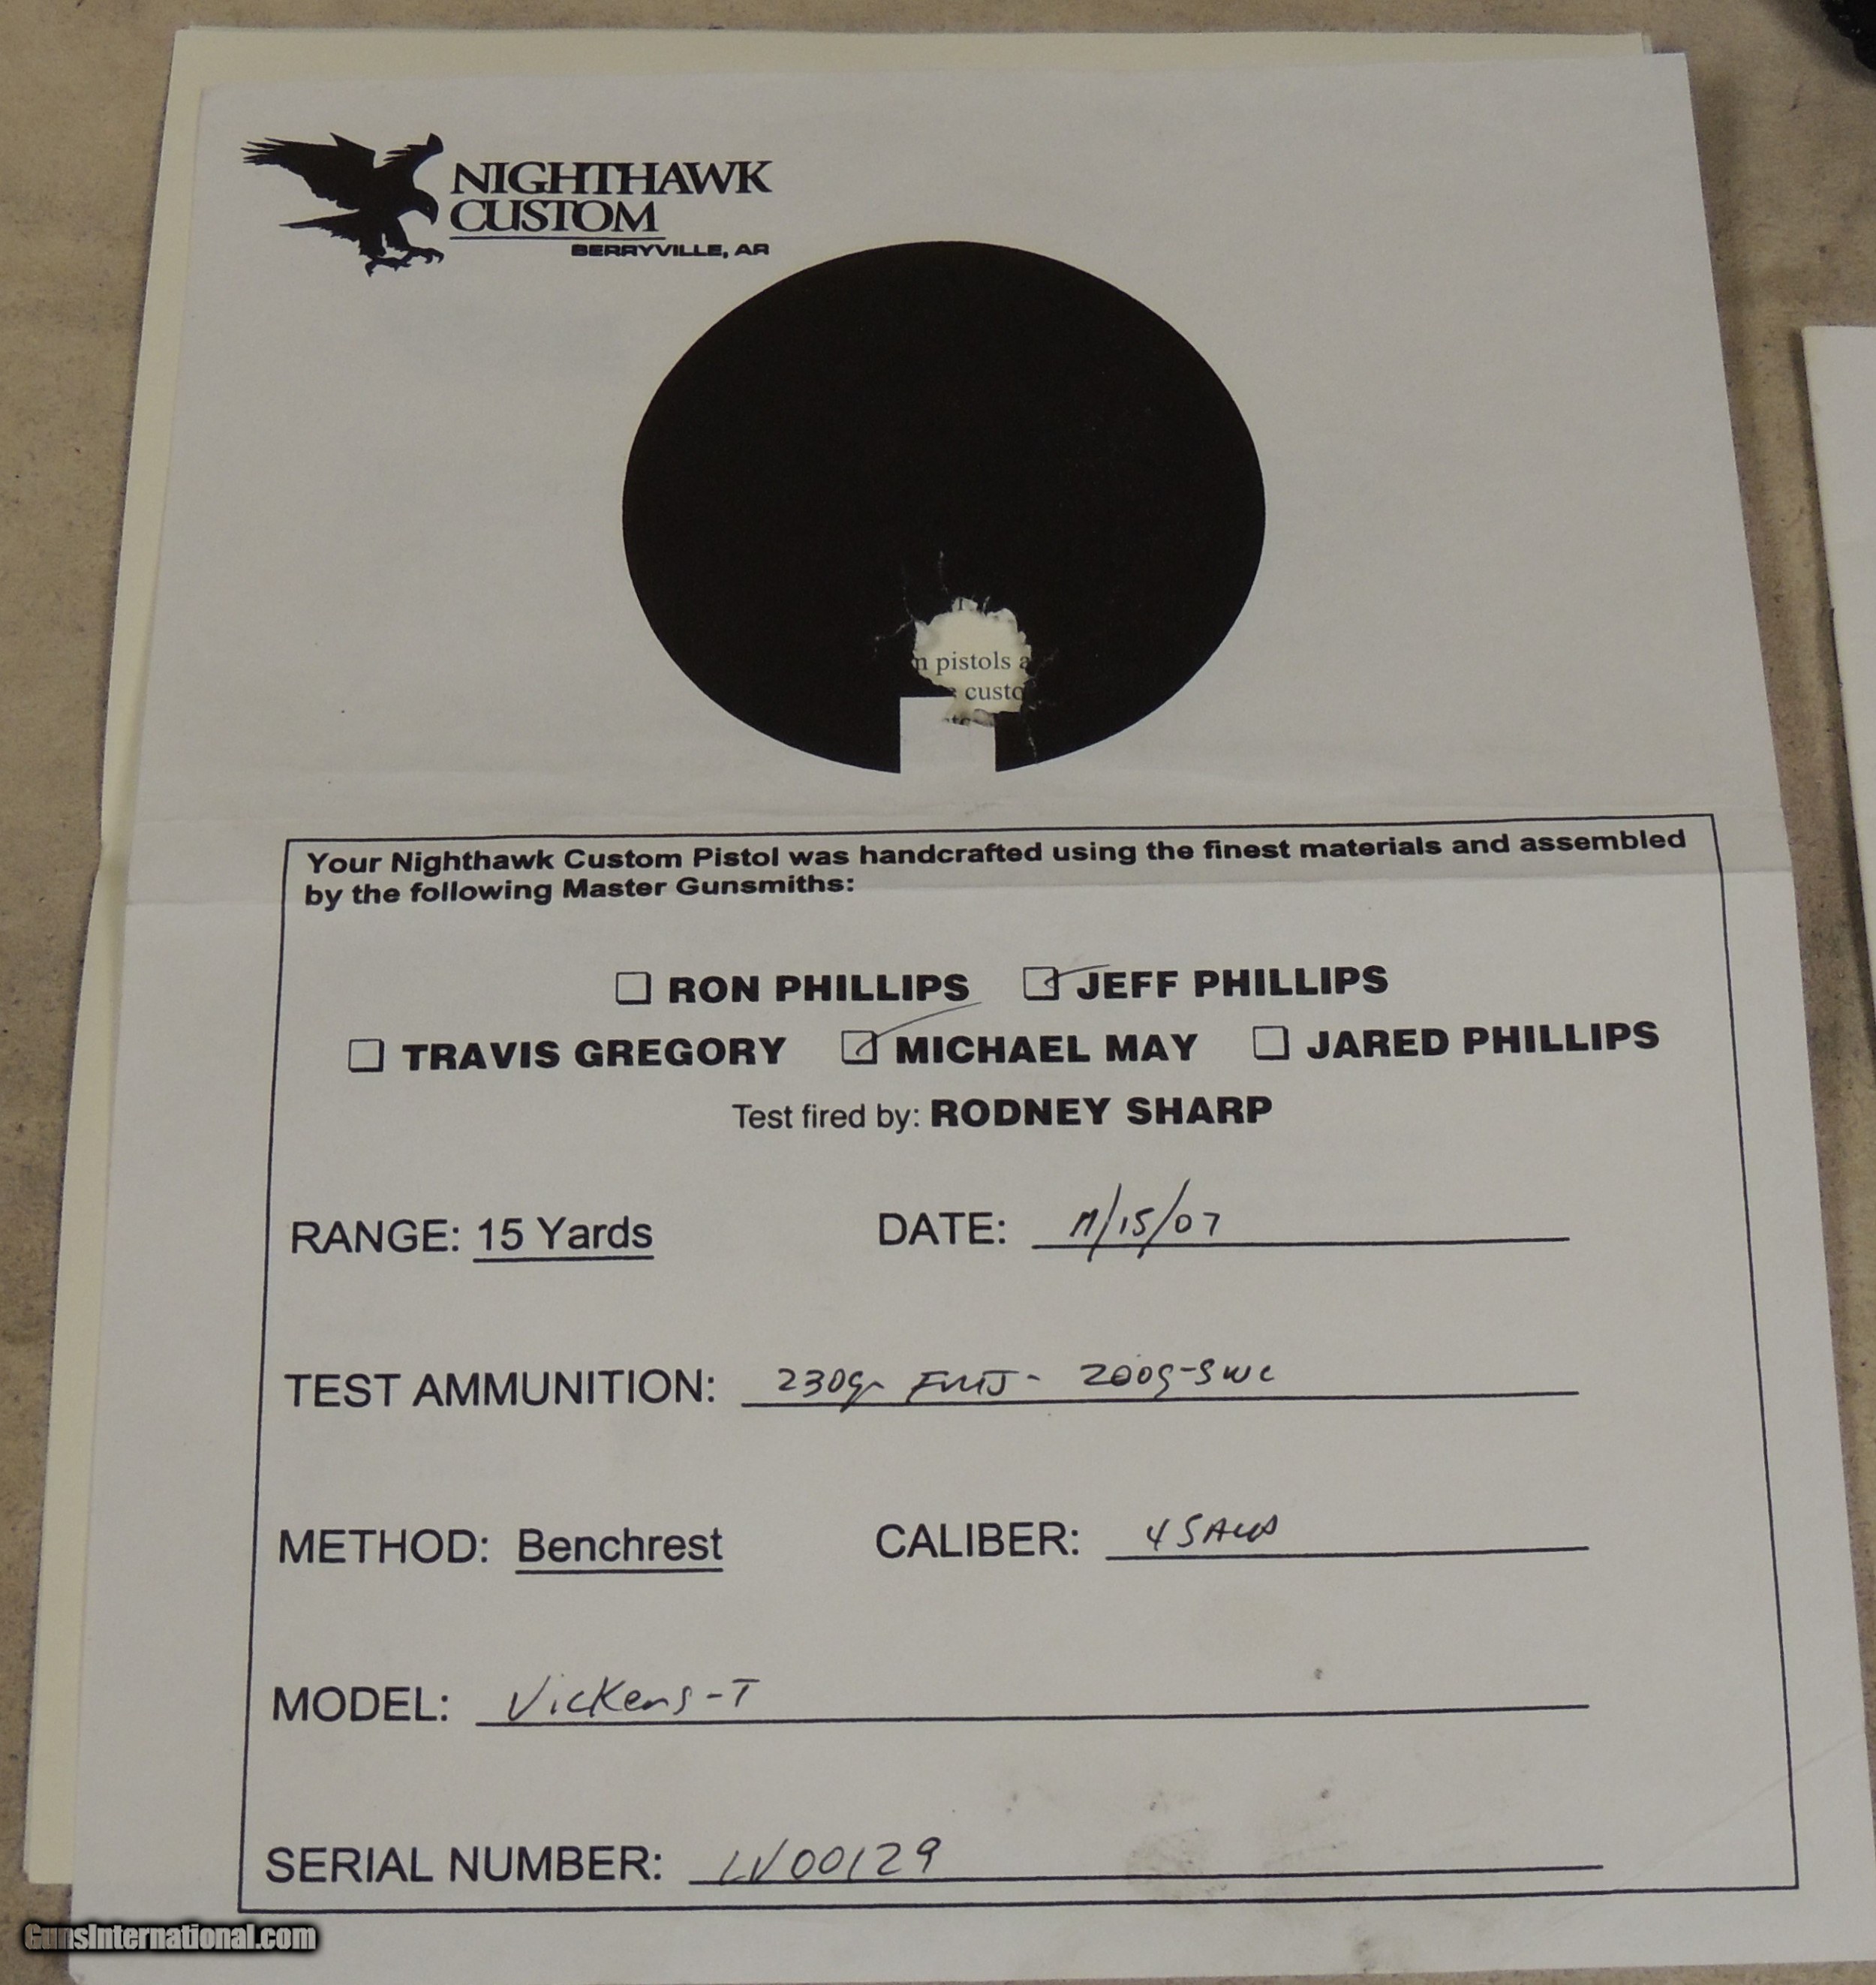 NIGHTHAWK
CUSTOM
BERRYVILLE, AR
n pistols a
custo
Your Nighthawk Custom Pistol was handcrafted using the finest materials and assembled
by the following Master Gunsmiths:
RON PHILLIPS JEFF PHILLIPS
TRAVIS GREGORY MICHAEL MAY JARED PHILLIPS
Test fired by: RODNEY SHARP
RANGE: 15 Yards DATE: 11/15/07
TEST AMMUNITION: 230gr FMJ- 200g-SWC
METHOD: Benchrest CALIBER: 45
MODEL: Vickers-T
SERIAL NUMBER: LV00129
GunsInternational.com